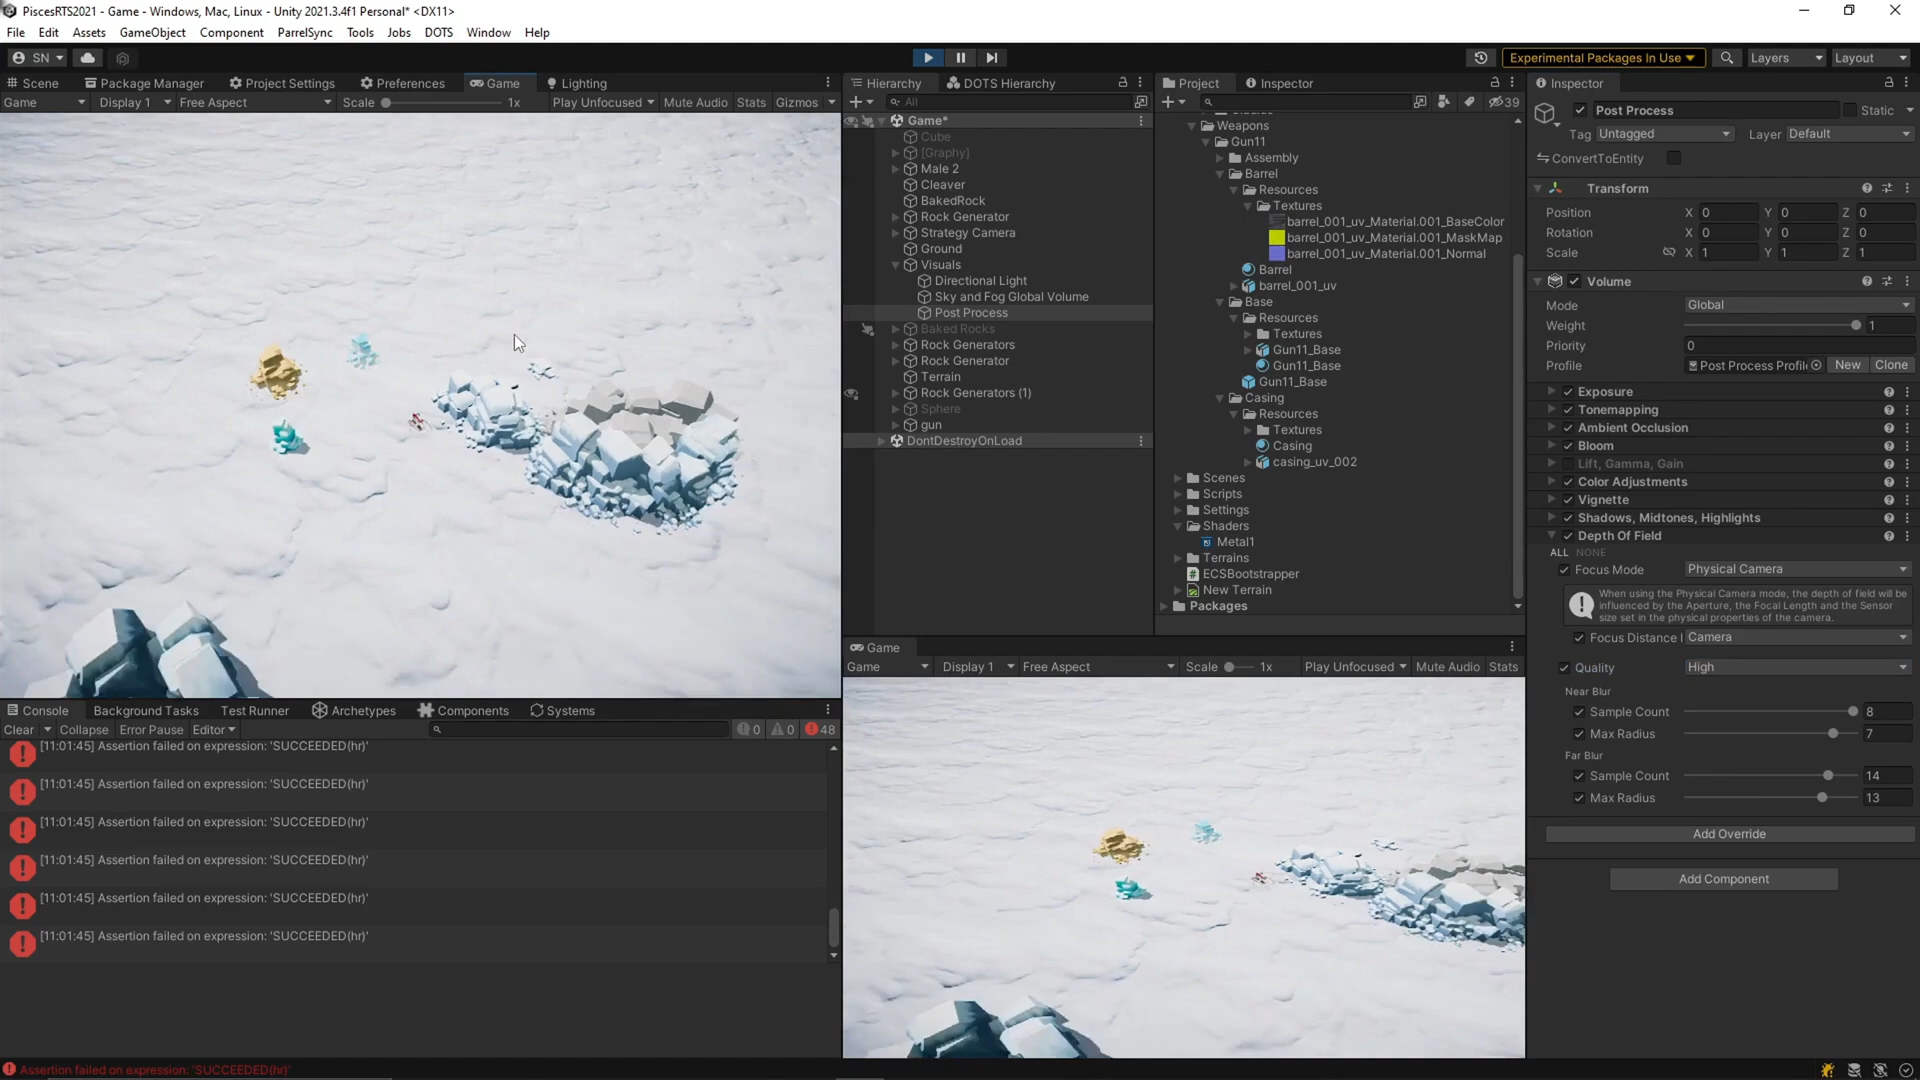 PiscesRTS2021 - Game - Windows, Mac, Linux - Unity 2021.3.4f1 Personal* <DX11>
File Edit Assets GameObject Component ParrelSync Tools Jobs DOTS Window Help
SN Experimental Packages In Use Layers Layout
Scene Package Manager Project Settings Preferences Game Lighting
Game Display 1 Free Aspect Scale 1x Play Unfocused Mute Audio Stats Gizmos
Hierarchy DOTS Hierarchy
All
Game*
Cube
[Graphy]
Male 2
Cleaver
BakedRock
Rock Generator
Strategy Camera
Ground
Visuals
Directional Light
Sky and Fog Global Volume
Post Process
Baked Rocks
Rock Generators
Rock Generator
Terrain
Rock Generators (1)
Sphere
gun
DontDestroyOnLoad
Project Inspector
39
Weapons
Gun11
Assembly
Barrel
Resources
Textures
barrel_001_uv_Material.001_BaseColor
barrel_001_uv_Material.001_MaskMap
barrel_001_uv_Material.001_Normal
Barrel
barrel_001_uv
Base
Resources
Textures
Gun11_Base
Gun11_Base
Gun11_Base
Casing
Resources
Textures
Casing
casing_uv_002
Scenes
Scripts
Settings
Shaders
Metal1
Terrains
ECSBootstrapper
New Terrain
Packages
Inspector
Post Process Static
Tag Untagged Layer Default
ConvertToEntity
Transform
Position X 0 Y 0 Z 0
Rotation X 0 Y 0 Z 0
Scale X 1 Y 1 Z 1
Volume
Mode Global
Weight 1
Priority 0
Profile Post Process Profil New Clone
Exposure
Tonemapping
Ambient Occlusion
Bloom
Lift, Gamma, Gain
Color Adjustments
Vignette
Shadows, Midtones, Highlights
Depth Of Field
ALL NONE
Focus Mode Physical Camera
When using the Physical Camera mode, the depth of field will be
influenced by the Aperture, the Focal Length and the Sensor
size set in the physical properties of the camera.
Focus Distance Camera
Quality High
Near Blur
Sample Count 8
Max Radius 7
Far Blur
Sample Count 14
Max Radius 13
Add Override
Add Component
Game
Game Display 1 Free Aspect Scale 1x Play Unfocused Mute Audio Stats
Console Background Tasks Test Runner Archetypes Components Systems
Clear Collapse Error Pause Editor 0 0 48
[11:01:45] Assertion failed on expression: 'SUCCEEDED(hr)'
[11:01:45] Assertion failed on expression: 'SUCCEEDED(hr)'
[11:01:45] Assertion failed on expression: 'SUCCEEDED(hr)'
[11:01:45] Assertion failed on expression: 'SUCCEEDED(hr)'
[11:01:45] Assertion failed on expression: 'SUCCEEDED(hr)'
[11:01:45] Assertion failed on expression: 'SUCCEEDED(hr)'
Assertion failed on expression: 'SUCCEEDED(hr)'